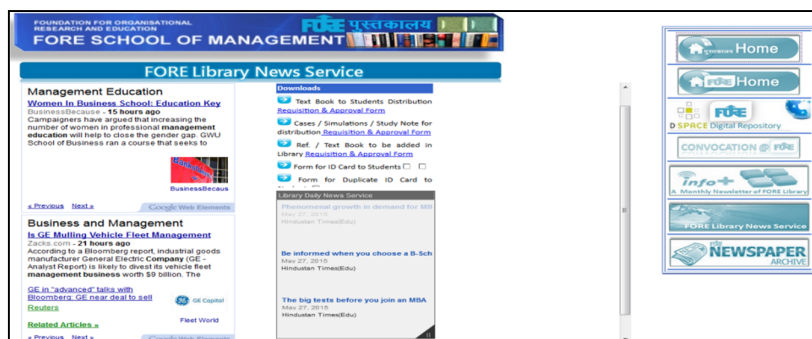 FOUNDATION FOR ORGANISATIONAL
RESEARCH AND EDUCATION
FORE पुस्तकालय
FORE SCHOOL OF MANAGEMENT
FORE Library News Service
Management Education
Women In Business School: Education Key
BusinessBecause - 15 hours ago
Campaigners have argued that increasing the
number of women in professional management
education will help to close the gender gap. GWU
School of Business ran a course that seeks to
BusinessBecaus
« Previous Next »
Google Web Elements
Business and Management
Is GE Mulling Vehicle Fleet Management
Zacks.com - 21 hours ago
According to a Bloomberg report, industrial goods
manufacturer General Electric Company (GE -
Analyst Report) is likely to divest its vehicle fleet
management business worth $9 billion. The
GE in "advanced" talks with
Bloomberg: GE near deal to sell
Reuters
GE Capital
Fleet World
Related Articles »
« Previous Next »
Google Web Elements
Downloads
Text Book to Students Distribution
Requisition & Approval Form
Cases / Simulations / Study Note for
distribution Requisition & Approval Form
Ref. / Text Book to be added in
Library Requisition & Approval Form
Form for ID Card to Students
Form for Duplicate ID Card to
Library Daily News Service
Phenomenal growth in demand for MB
May 27, 2015
Hindustan Times(Edu)
Be informed when you choose a B-Sch
May 27, 2015
Hindustan Times(Edu)
The big tests before you join an MBA
May 27, 2015
Hindustan Times(Edu)
Home
FORE Home
FORE
DSPACE Digital Repository
CONVOCATION @ FORE
info+
A Monthly Newsletter of FORE Library
FORE Library News Service
NEWSPAPER
ARCHIVE